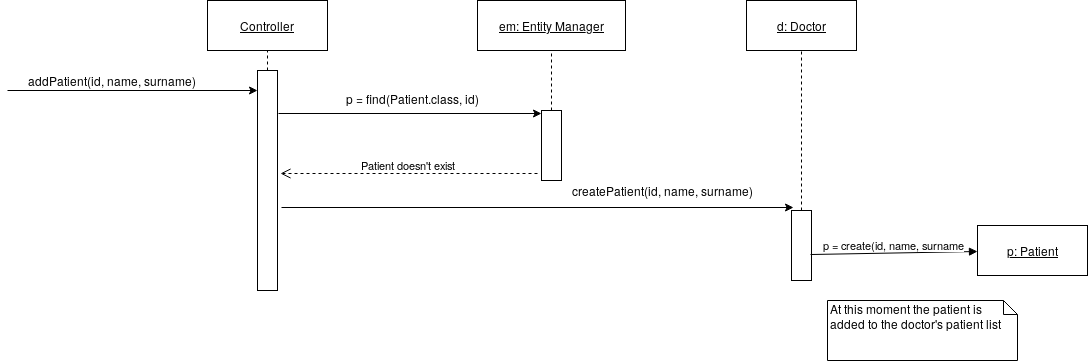 Controller
em: Entity Manager
d: Doctor
addPatient(id, name, surname)
p = find(Patient.class, id)
Patient doesn't exist
createPatient(id, name, surname)
p = create(id, name, surname
p: Patient
At this moment the patient is
added to the doctor's patient list